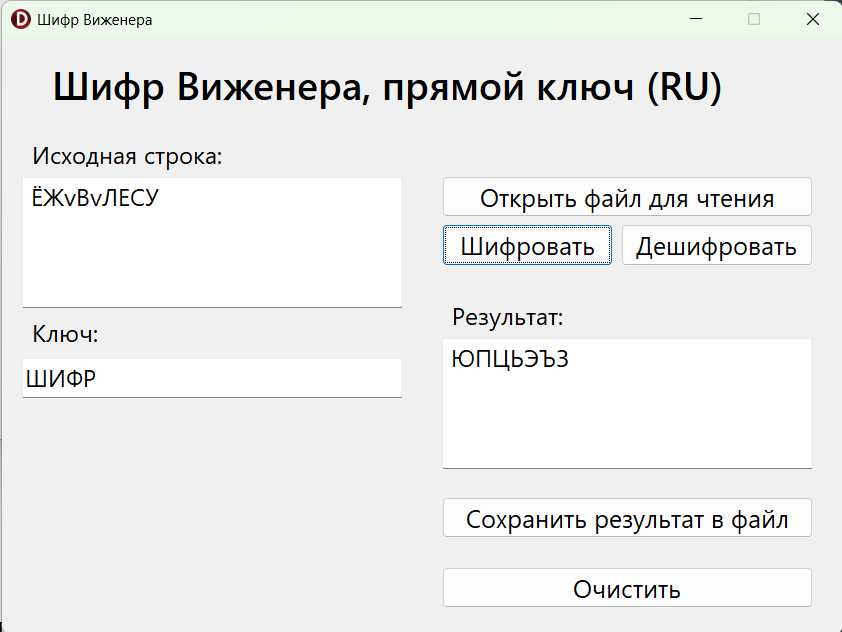 Шифр Виженера
Шифр Виженера, прямой ключ (RU)
Исходная строка:
ЁЖvВvЛЕСУ
Ключ:
ШИФР
Открыть файл для чтения
Шифровать
Дешифровать
Результат:
ЮПЦЬЭЪЗ
Сохранить результат в файл
Очистить